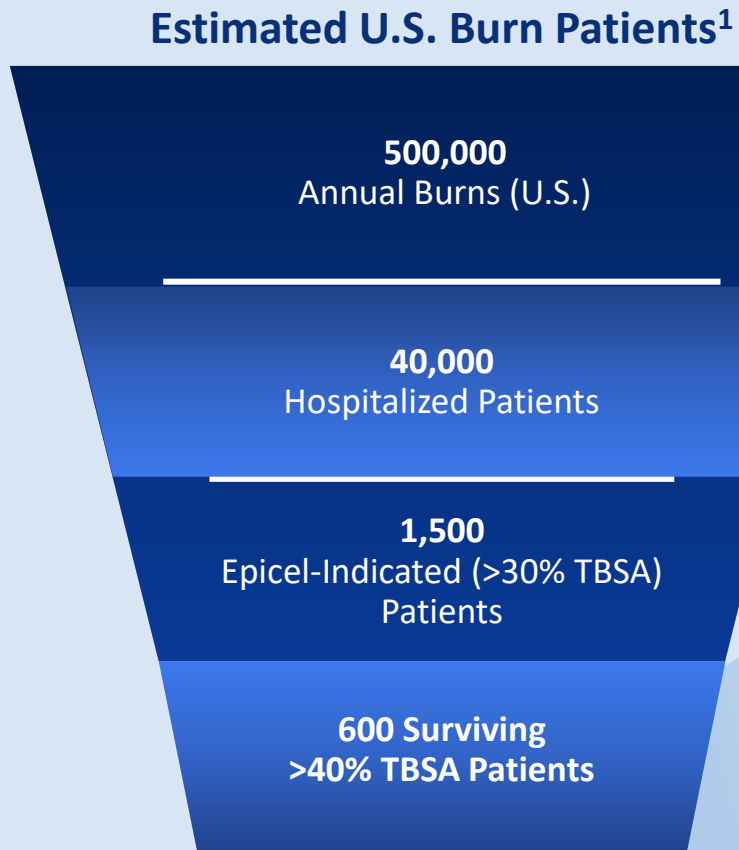 Estimated U.S. Burn Patients¹
500,000
Annual Burns (U.S.)
40,000
Hospitalized Patients
1,500
Epicel-Indicated (>30% TBSA)
Patients
600 Surviving
>40% TBSA Patients